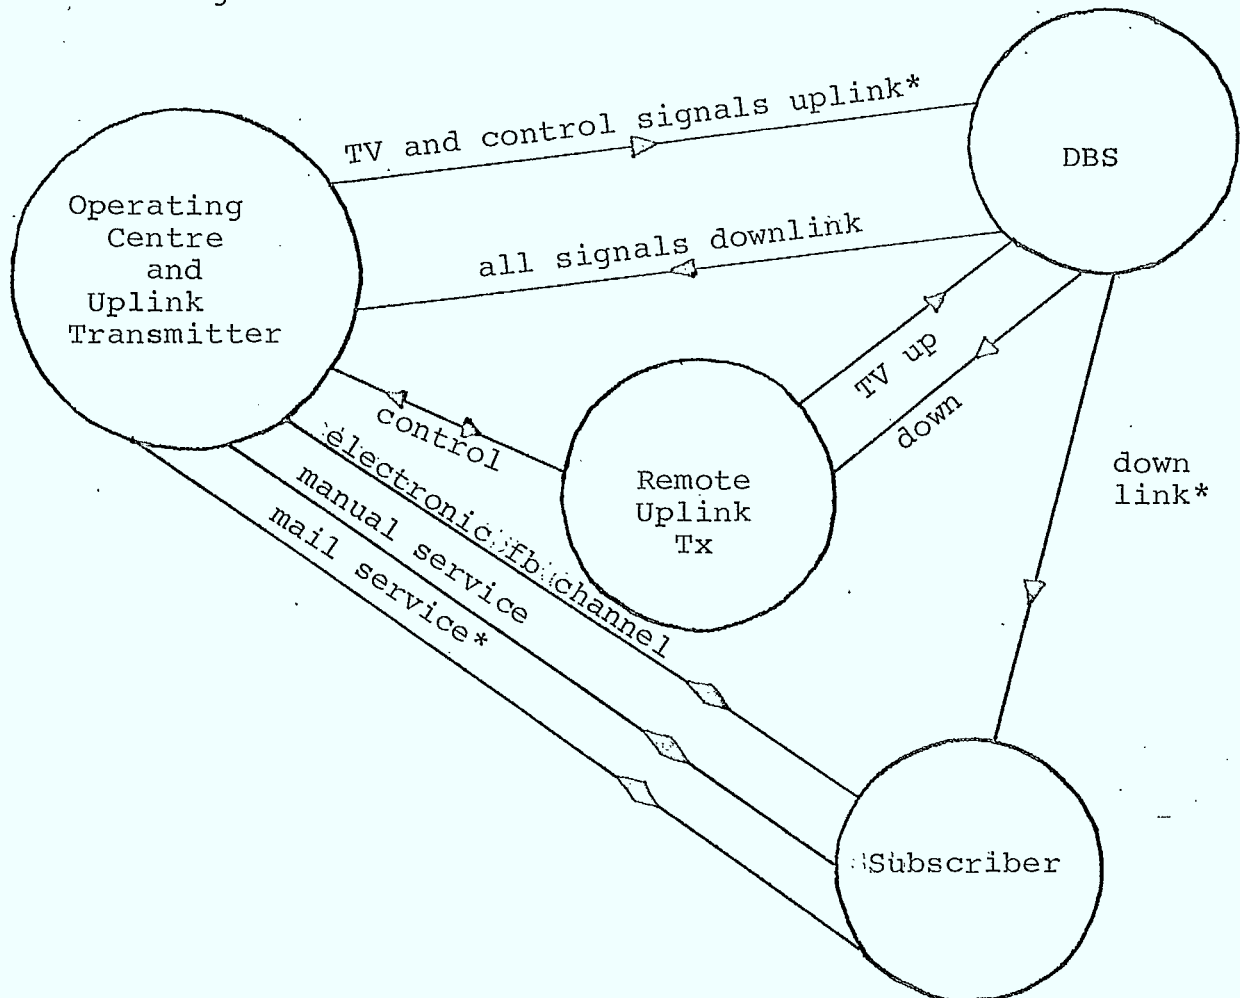 TV and control signals uplink*
DBS
Operating
Centre
and
Uplink
Transmitter
all signals downlink
TV up
down
control
electronic fb channel
manual service
mail service*
Remote
Uplink
Tx
down
link*
Subscriber